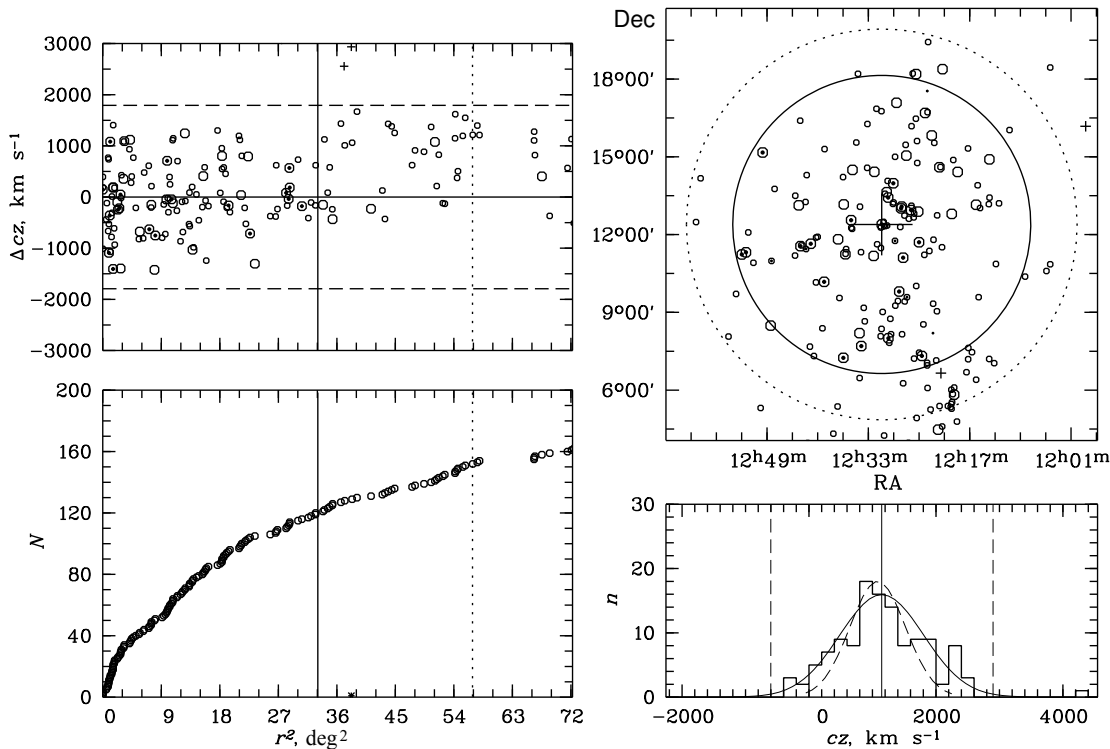 3000
2000
1000
0
−1000
−2000
−3000
Δ cz, km s⁻¹
200
160
120
80
40
0
N
0 9 18 27 36 45 54 63 72
r², deg²
Dec
18°00′
15°00′
12°00′
9°00′
6°00′
12ʰ49ᵐ 12ʰ33ᵐ 12ʰ17ᵐ 12ʰ01ᵐ
RA
30
20
10
0
n
−2000 0 2000 4000
cz, km s⁻¹